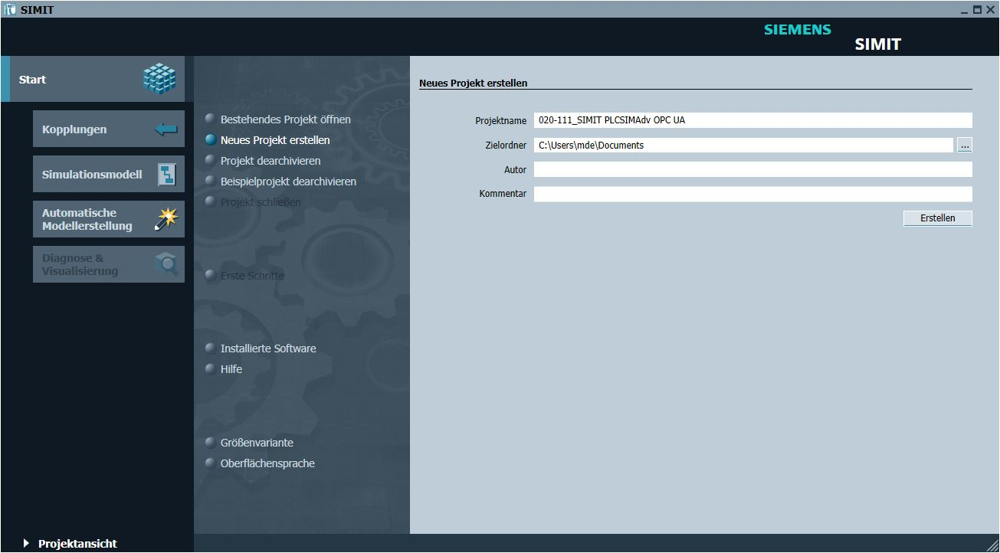 SIMIT
SIEMENS
SIMIT
Start
Kopplungen
Simulationsmodell
Automatische
Modellerstellung
Diagnose &
Visualisierung
Projektansicht
Bestehendes Projekt öffnen
Neues Projekt erstellen
Projekt dearchivieren
Beispielprojekt dearchivieren
Projekt schließen
Erste Schritte
Installierte Software
Hilfe
Größenvariante
Oberflächensprache
Neues Projekt erstellen
Projektname 020-111_SIMIT PLCSIMAdv OPC UA
Zielordner C:\Users\mde\Documents ...
Autor
Kommentar
Erstellen